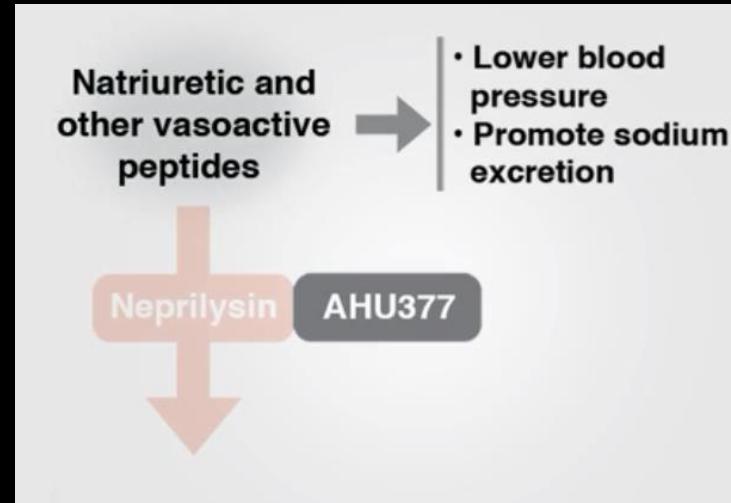 Natriuretic and
other vasoactive
peptides
• Lower blood
pressure
• Promote sodium
excretion
Neprilysin
AHU377